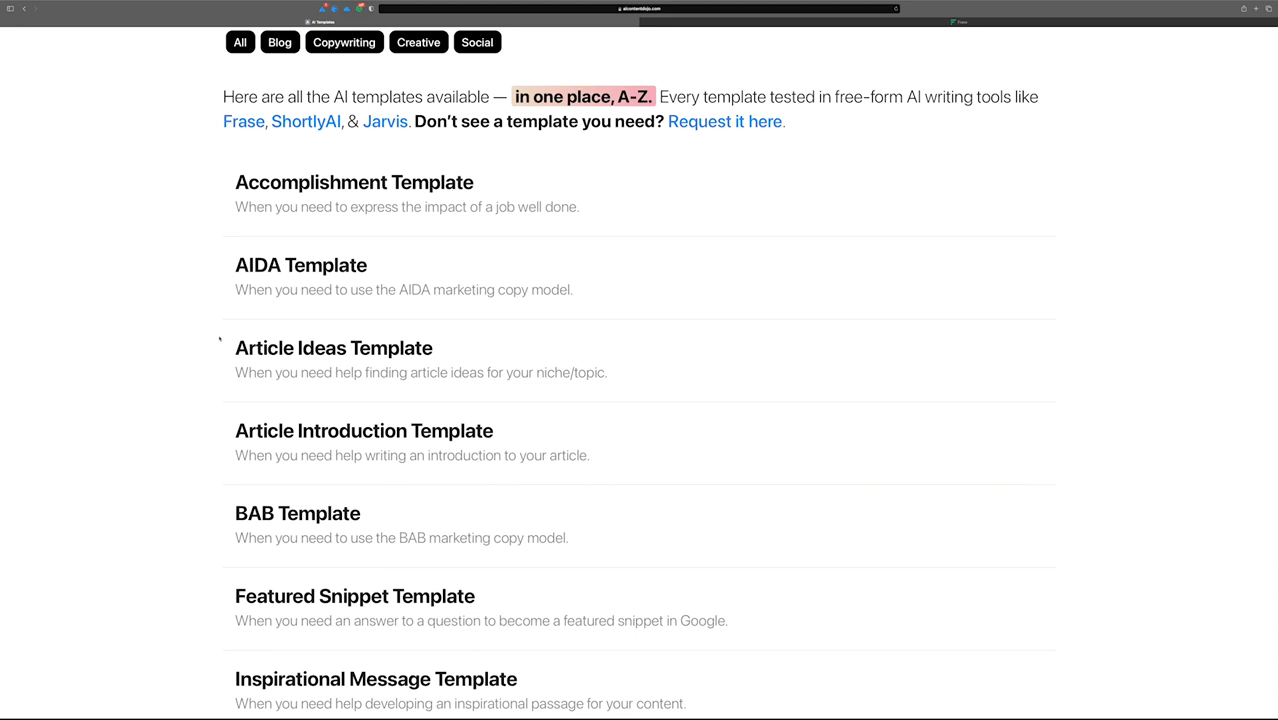 aicontentdojo.com
AI Templates
Frase
All
Blog
Copywriting
Creative
Social
Here are all the AI templates available — in one place, A-Z. Every template tested in free-form AI writing tools like
Frase, ShortlyAI, & Jarvis. Don’t see a template you need? Request it here.
Accomplishment Template
When you need to express the impact of a job well done.
AIDA Template
When you need to use the AIDA marketing copy model.
Article Ideas Template
When you need help finding article ideas for your niche/topic.
Article Introduction Template
When you need help writing an introduction to your article.
BAB Template
When you need to use the BAB marketing copy model.
Featured Snippet Template
When you need an answer to a question to become a featured snippet in Google.
Inspirational Message Template
When you need help developing an inspirational passage for your content.